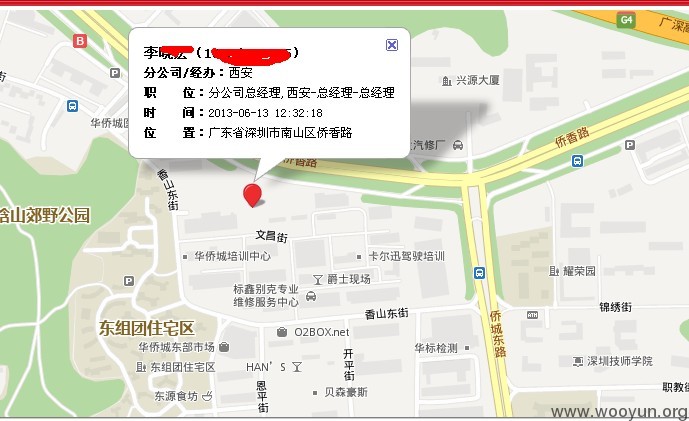 G4
广深高
B
P
兴源大厦
华侨城医
汽修厂
侨香路
侨香路
P
李
分公司/经办：西安
职 位：分公司总经理,西安-总经理-总经理
时 间：2013-06-13 12:32:18
位 置：广东省深圳市南山区侨香路
香山东街
山郊野公园
文昌街
华侨城培训中心
卡尔迅驾驶培训
P
爵士现场
标鑫别克专业
维修服务中心
耀荣园
锦绣街
香山东街
侨城东路
东组团住宅区
O2BOX.net
华侨城东部市场
华标检测
东组团住宅区
HAN'S
开平街
深圳技师学院
恩平街
贝森豪斯
东源食坊
职教街
www.wooyun.org